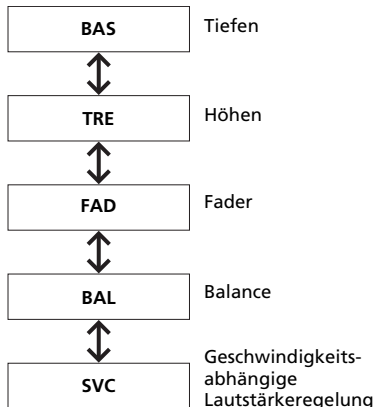 BAS Tiefen
TRE Höhen
FAD Fader
BAL Balance
SVC Geschwindigkeits-
abhängige
Lautstärkeregelung